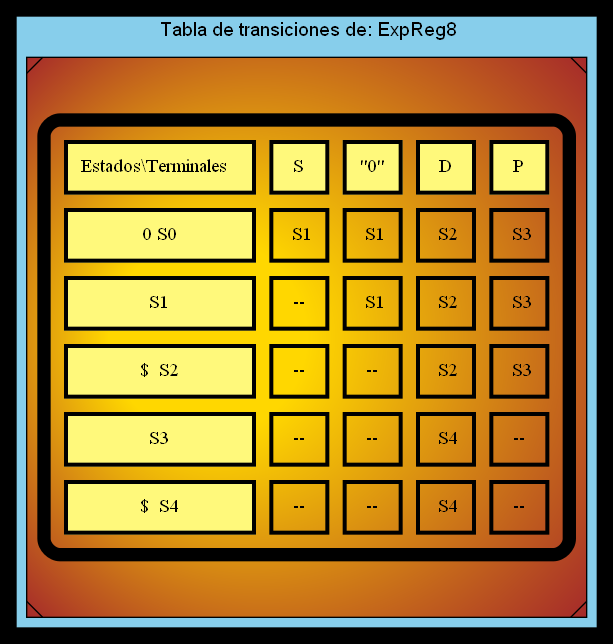 Tabla de transiciones de: ExpReg8
Estados\Terminales S "0" D P
0 S0 S1 S1 S2 S3
S1 -- S1 S2 S3
$ S2 -- -- S2 S3
S3 -- -- S4 --
$ S4 -- -- S4 --